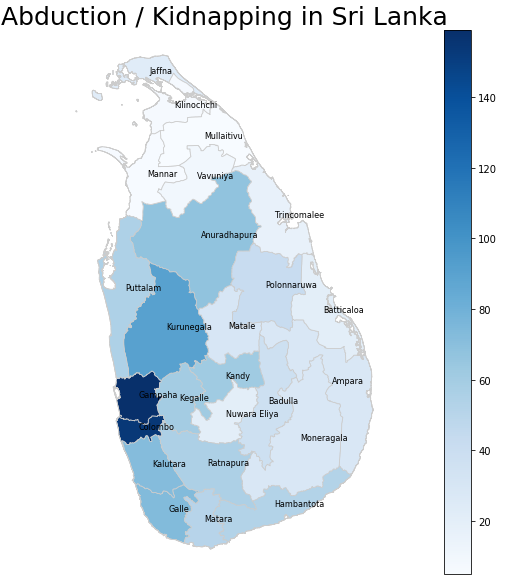 Abduction / Kidnapping in Sri Lanka
Jaffna
Kilinochchi
Mullaitivu
Mannar
Vavuniya
Trincomalee
Anuradhapura
Puttalam
Polonnaruwa
Batticaloa
Kurunegala
Matale
Kandy
Ampara
Gampaha
Kegalle
Badulla
Nuwara Eliya
Colombo
Moneragala
Kalutara
Ratnapura
Galle
Matara
Hambantota
140
120
100
80
60
40
20